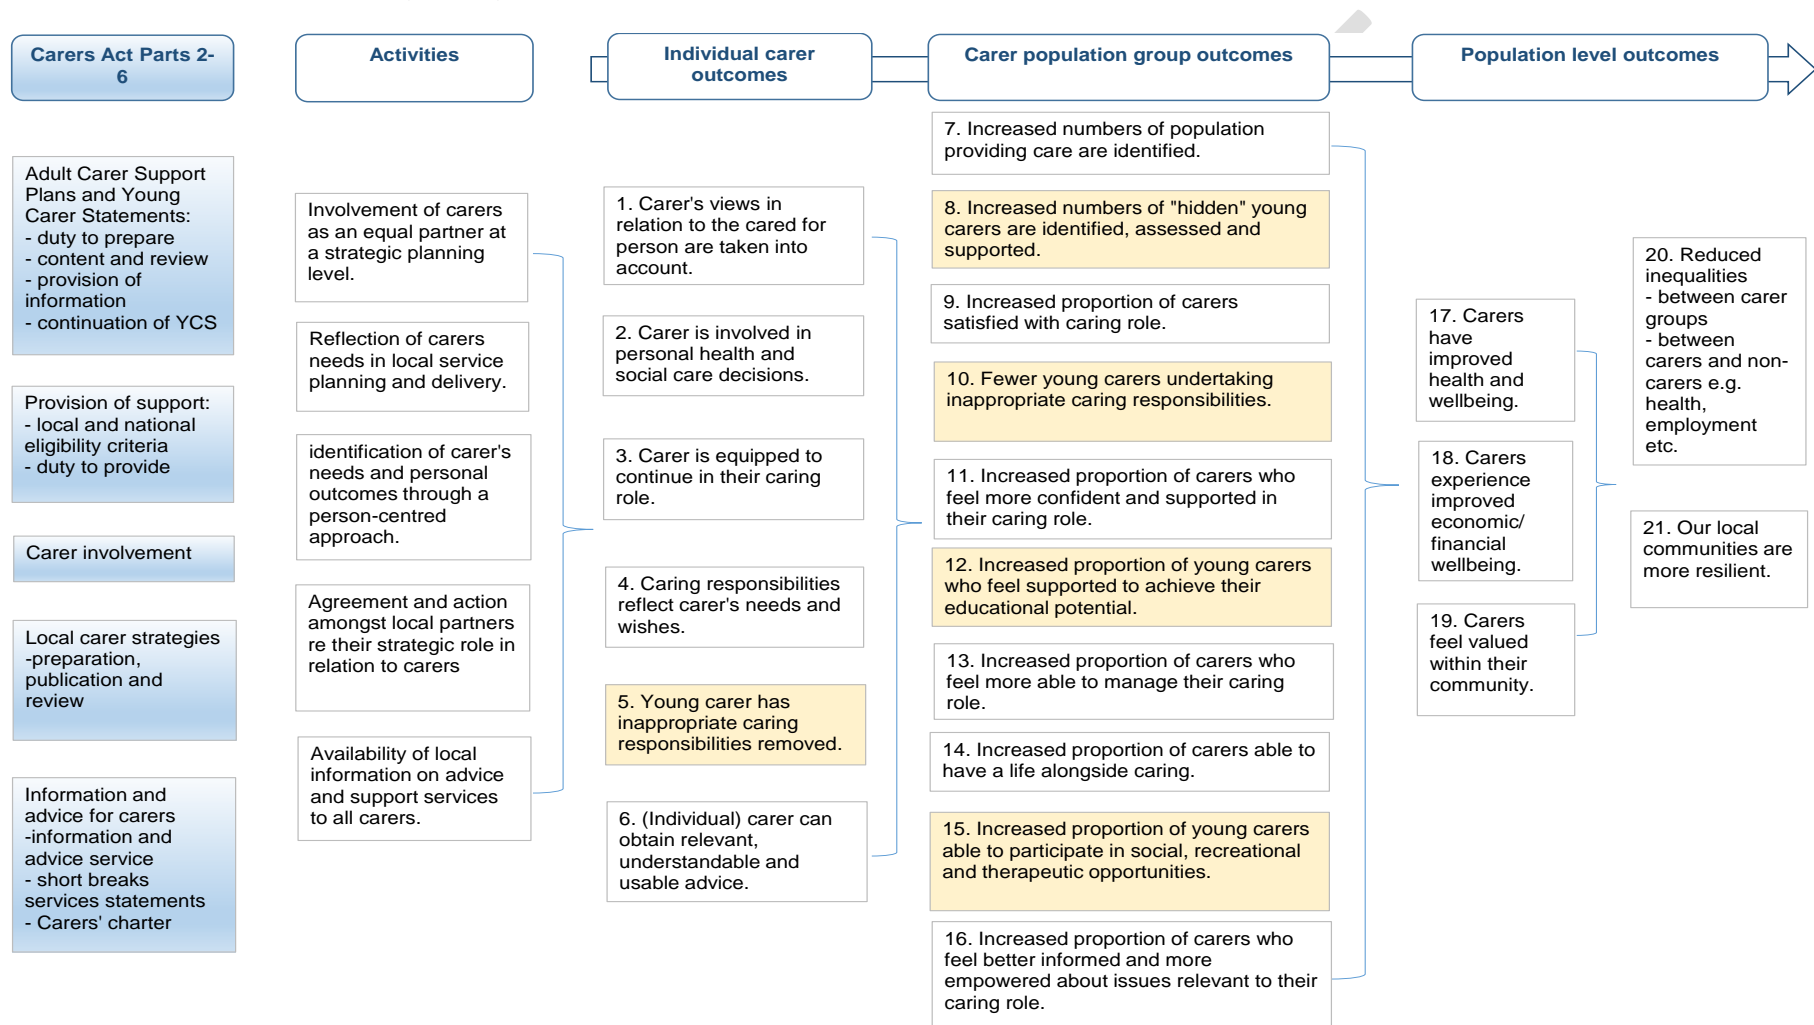 Carers Act Parts 2-
6
Activities
Individual carer
outcomes
Carer population group outcomes
Population level outcomes
Adult Carer Support
Plans and Young
Carer Statements:
- duty to prepare
- content and review
- provision of
information
- continuation of YCS
Provision of support:
- local and national
eligibility criteria
- duty to provide
Carer involvement
Local carer strategies
-preparation,
publication and
review
Information and
advice for carers
-information and
advice service
- short breaks
services statements
- Carers' charter
Involvement of carers
as an equal partner at
a strategic planning
level.
Reflection of carers
needs in local service
planning and delivery.
identification of carer's
needs and personal
outcomes through a
person-centred
approach.
Agreement and action
amongst local partners
re their strategic role in
relation to carers
Availability of local
information on advice
and support services
to all carers.
1. Carer's views in
relation to the cared for
person are taken into
account.
2. Carer is involved in
personal health and
social care decisions.
3. Carer is equipped to
continue in their caring
role.
4. Caring responsibilities
reflect carer's needs and
wishes.
5. Young carer has
inappropriate caring
responsibilities removed.
6. (Individual) carer can
obtain relevant,
understandable and
usable advice.
7. Increased numbers of population
providing care are identified.
8. Increased numbers of "hidden" young
carers are identified, assessed and
supported.
9. Increased proportion of carers
satisfied with caring role.
10. Fewer young carers undertaking
inappropriate caring responsibilities.
11. Increased proportion of carers who
feel more confident and supported in
their caring role.
12. Increased proportion of young carers
who feel supported to achieve their
educational potential.
13. Increased proportion of carers who
feel more able to manage their caring
role.
14. Increased proportion of carers able to
have a life alongside caring.
15. Increased proportion of young carers
able to participate in social, recreational
and therapeutic opportunities.
16. Increased proportion of carers who
feel better informed and more
empowered about issues relevant to their
caring role.
17. Carers
have
improved
health and
wellbeing.
18. Carers
experience
improved
economic/
financial
wellbeing.
19. Carers
feel valued
within their
community.
20. Reduced
inequalities
- between carer
groups
- between
carers and non-
carers e.g.
health,
employment
etc.
21. Our local
communities are
more resilient.